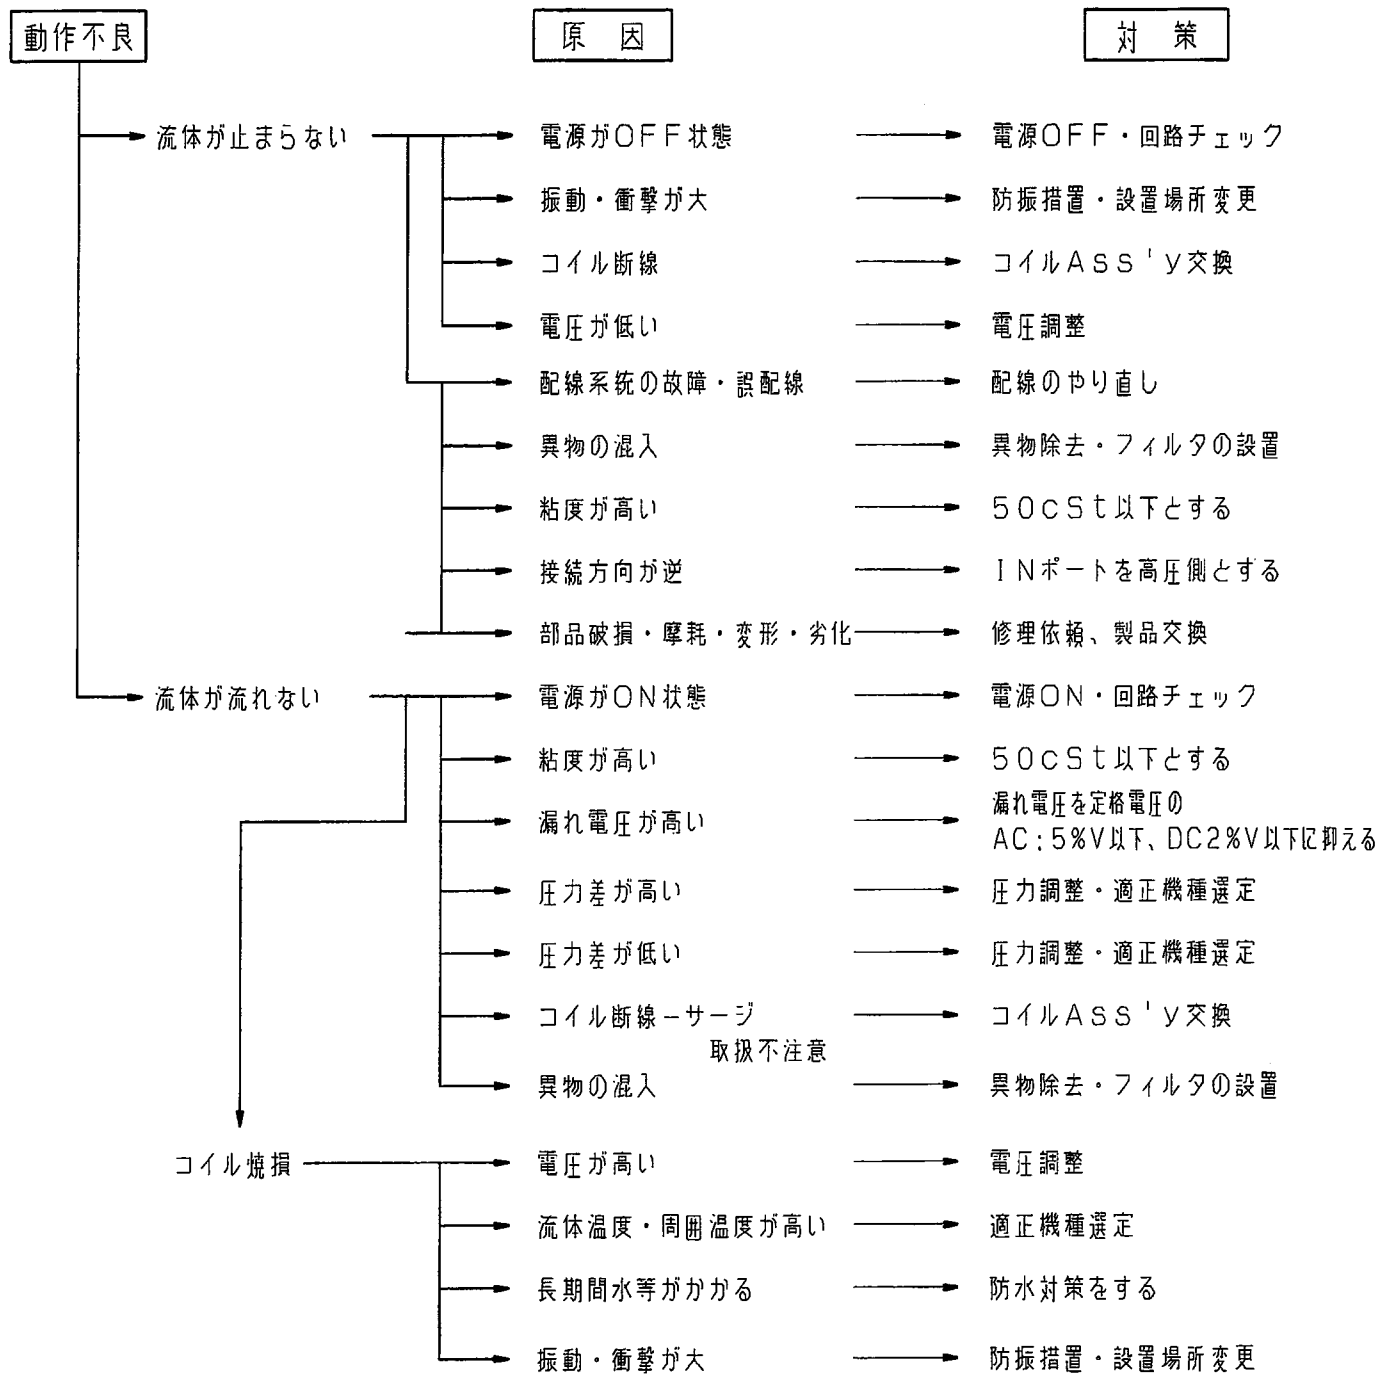 動作不良 原因 対策
流体が止まらない 電源がOFF状態 電源OFF・回路チェック
振動・衝撃が大 防振措置・設置場所変更
コイル断線 コイルAss'y交換
電圧が低い 電圧調整
配線系統の故障・誤配線 配線のやり直し
異物の混入 異物除去・フィルタの設置
粘度が高い 50cSt以下とする
接続方向が逆 INポートを高圧側とする
部品破損・摩耗・変形・劣化 修理依頼、製品交換
流体が流れない 電源がON状態 電源ON・回路チェック
粘度が高い 50cSt以下とする
漏れ電圧が高い 漏れ電圧を定格電圧の
AC:5%V以下、DC2%V以下に抑える
圧力差が高い 圧力調整・適正機種選定
圧力差が低い 圧力調整・適正機種選定
コイル断線-サージ コイルAss'y交換
取扱不注意
異物の混入 異物除去・フィルタの設置
コイル焼損 電圧が高い 電圧調整
流体温度・周囲温度が高い 適正機種選定
長期間水等がかかる 防水対策をする
振動・衝撃が大 防振措置・設置場所変更